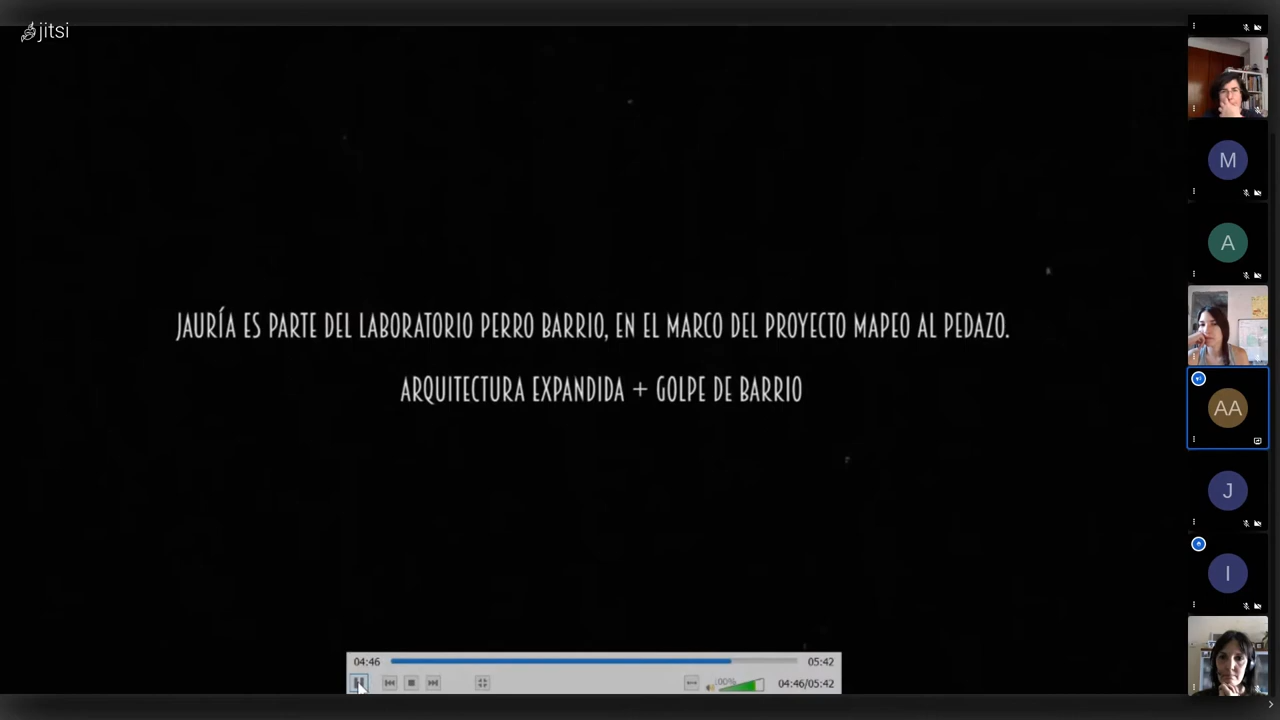 jitsi
JAURÍA ES PARTE DEL LABORATORIO PERRO BARRIO, EN EL MARCO DEL PROYECTO MAPEO AL PEDAZO.
ARQUITECTURA EXPANDIDA + GOLPE DE BARRIO
M
A
AA
J
I
04:46
05:42
100%
04:46/05:42